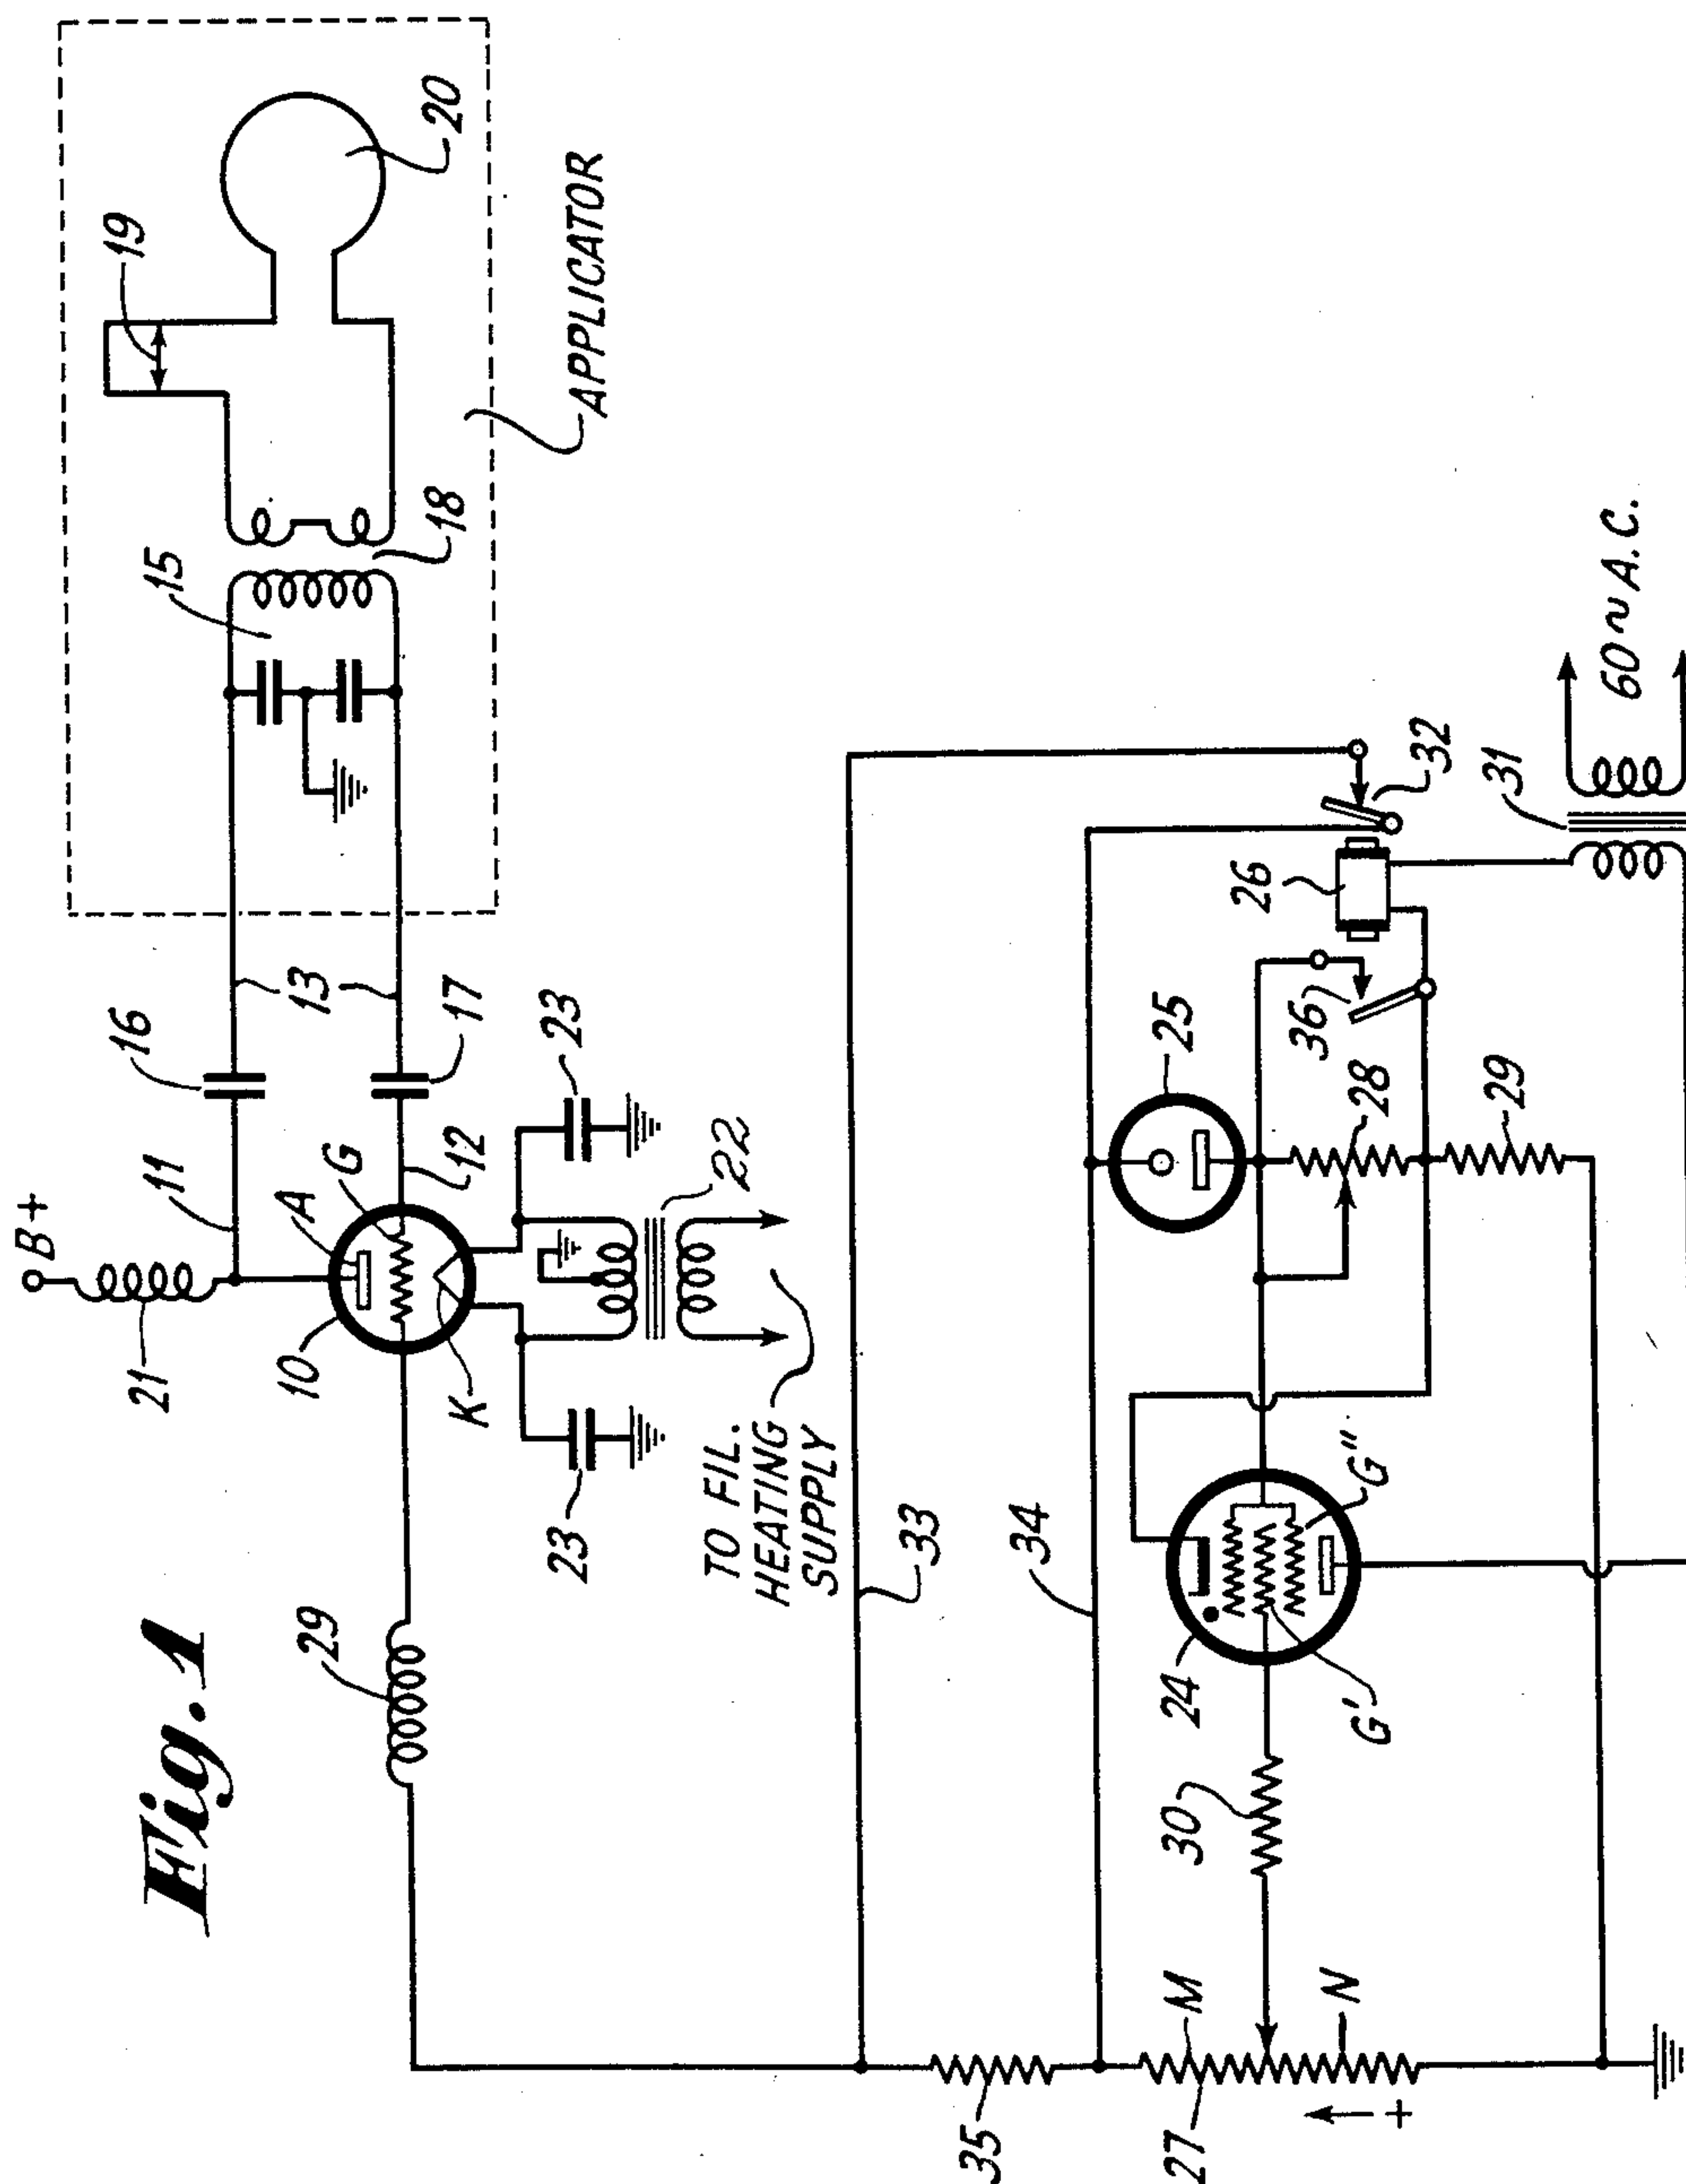 Fig. 1
B+
21
11
16
13
A
G
10
K
12
17
23
23
22
TO FIL.
HEATING
SUPPLY
29
15
18
19
20
APPLICATOR
33
34
35
27
M
N
+
30
24
G'
G"
25
28
29
36
26
32
31
60~A.C.